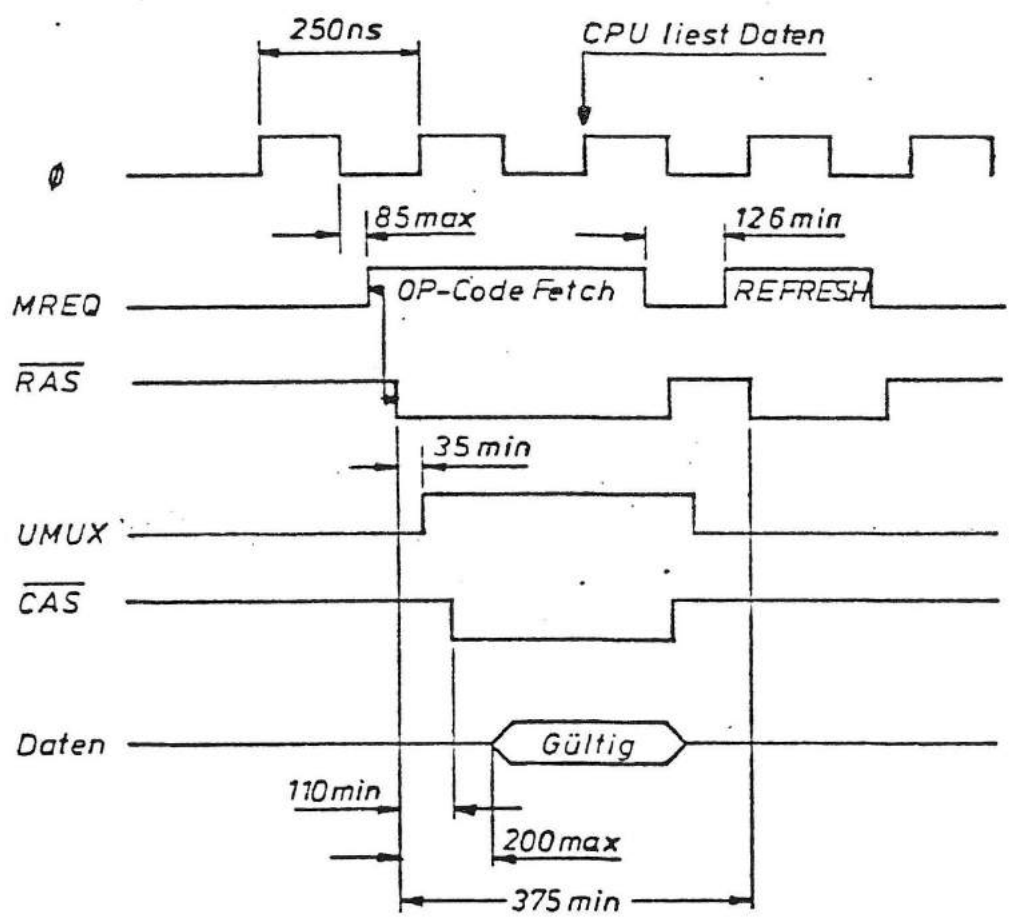 250ns
CPU liest Daten
ϕ
85max
126min
MREQ
OP-Code Fetch
REFRESH
RAS
35min
UMUX
CAS
Daten
Gültig
110min
200max
375min